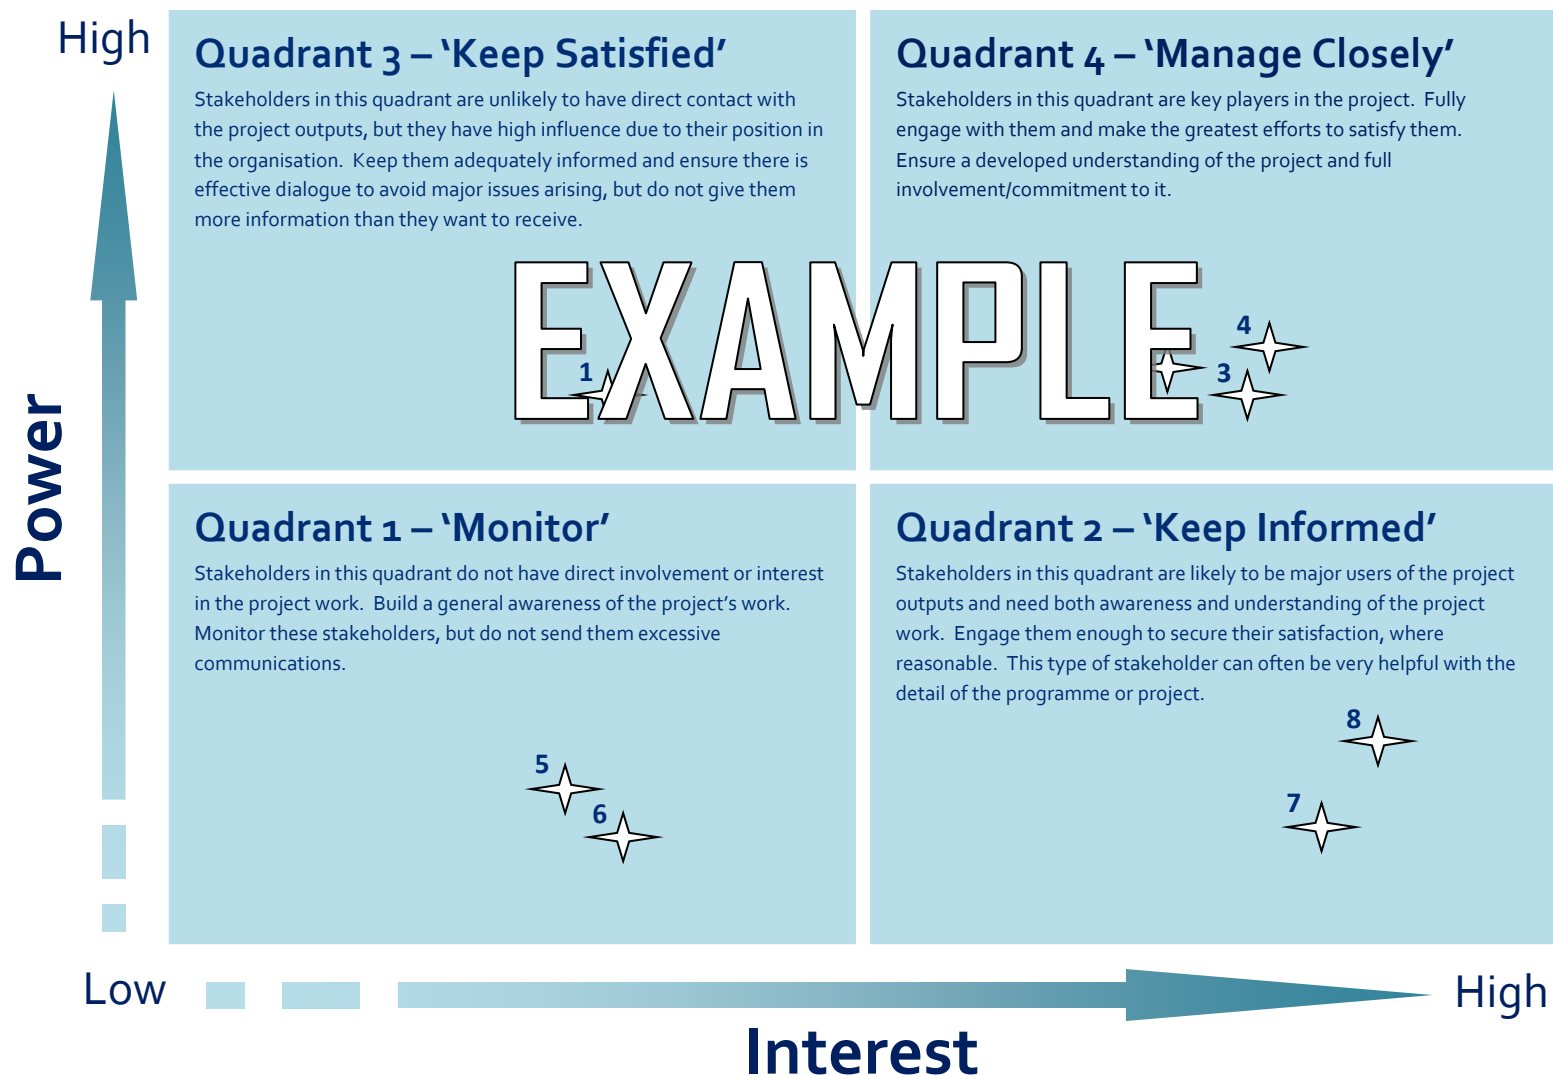 High
Quadrant 3 – ‘Keep Satisfied’
Stakeholders in this quadrant are unlikely to have direct contact with
the project outputs, but they have high influence due to their position in
the organisation. Keep them adequately informed and ensure there is
effective dialogue to avoid major issues arising, but do not give them
more information than they want to receive.
Quadrant 4 – ‘Manage Closely’
Stakeholders in this quadrant are key players in the project. Fully
engage with them and make the greatest efforts to satisfy them.
Ensure a developed understanding of the project and full
involvement/commitment to it.
EXAMPLE
1
4
3
Power
Quadrant 1 – ‘Monitor’
Stakeholders in this quadrant do not have direct involvement or interest
in the project work. Build a general awareness of the project’s work.
Monitor these stakeholders, but do not send them excessive
communications.
5
6
Quadrant 2 – ‘Keep Informed’
Stakeholders in this quadrant are likely to be major users of the project
outputs and need both awareness and understanding of the project
work. Engage them enough to secure their satisfaction, where
reasonable. This type of stakeholder can often be very helpful with the
detail of the programme or project.
8
7
Low
High
Interest